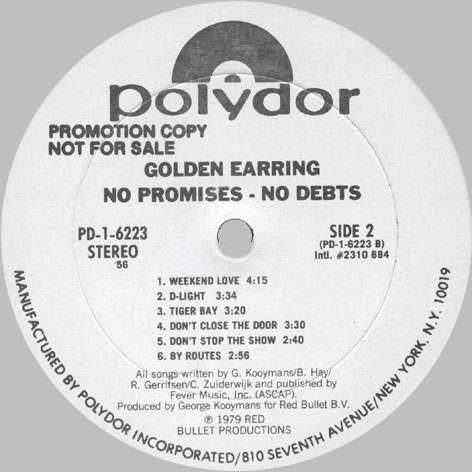 polydor
PROMOTION COPY
NOT FOR SALE
GOLDEN EARRING
NO PROMISES - NO DEBTS
PD-1-6223
STEREO
'56
SIDE 2
(PD-1-6223 B)
Intl. #2310 684
1. WEEKEND LOVE 4:15
2. D-LIGHT 3:34
3. TIGER BAY 3:20
4. DON'T CLOSE THE DOOR 3:30
5. DON'T STOP THE SHOW 2:40
6. BY ROUTES 2:56
All songs written by G. Kooymans/B. Hay/
R. Gerritsen/C. Zuiderwijk and published by
Fever Music, Inc. (ASCAP).
Produced by George Kooymans for Red Bullet B.V.
℗ 1979 RED
BULLET PRODUCTIONS
MANUFACTURED BY POLYDOR INCORPORATED/810 SEVENTH AVENUE/NEW YORK, N.Y. 10019